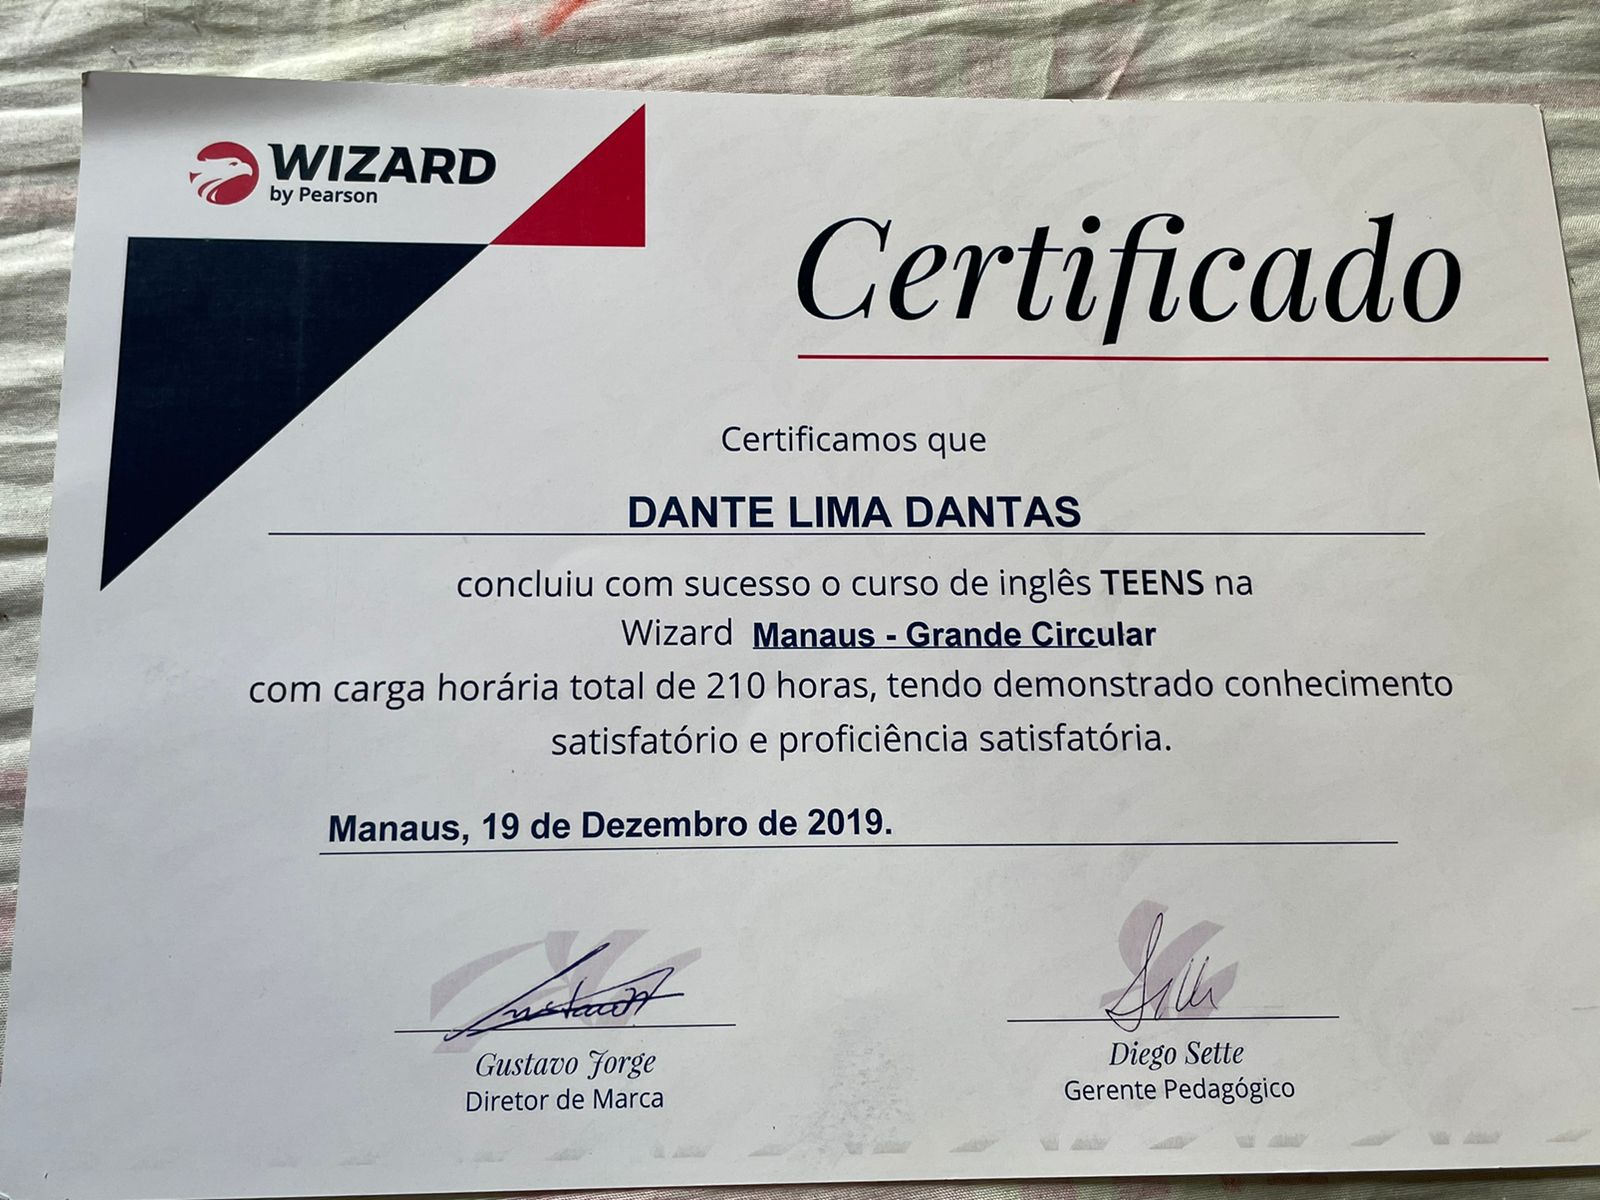 WIZARD
by Pearson
Certificado
Certificamos que
DANTE LIMA DANTAS
concluiu com sucesso o curso de inglês TEENS na
Wizard Manaus - Grande Circular
com carga horária total de 210 horas, tendo demonstrado conhecimento
satisfatório e proficiência satisfatória.
Manaus, 19 de Dezembro de 2019.
Gustavo Jorge
Diretor de Marca
Diego Sette
Gerente Pedagógico